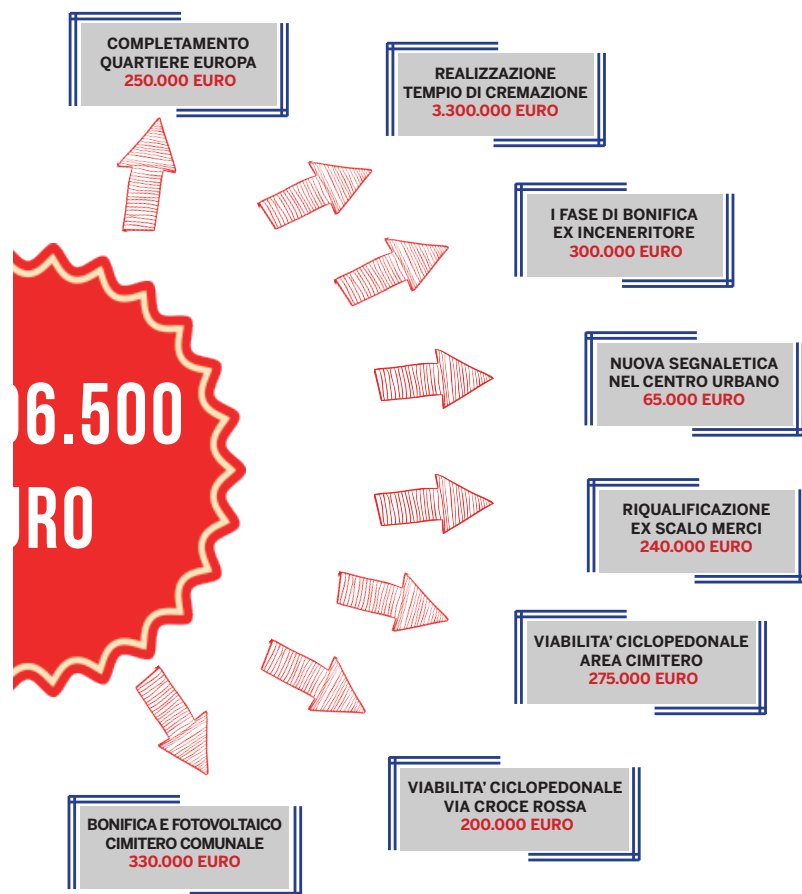 COMPLETAMENTO
QUARTIERE EUROPA
250.000 EURO
REALIZZAZIONE
TEMPIO DI CREMAZIONE
3.300.000 EURO
I FASE DI BONIFICA
EX INCENERITORE
300.000 EURO
NUOVA SEGNALETICA
NEL CENTRO URBANO
65.000 EURO
6.500
URO
RIQUALIFICAZIONE
EX SCALO MERCI
240.000 EURO
VIABILITA' CICLOPEDONALE
AREA CIMITERO
275.000 EURO
VIABILITA' CICLOPEDONALE
VIA CROCE ROSSA
200.000 EURO
BONIFICA E FOTOVOLTAICO
CIMITERO COMUNALE
330.000 EURO